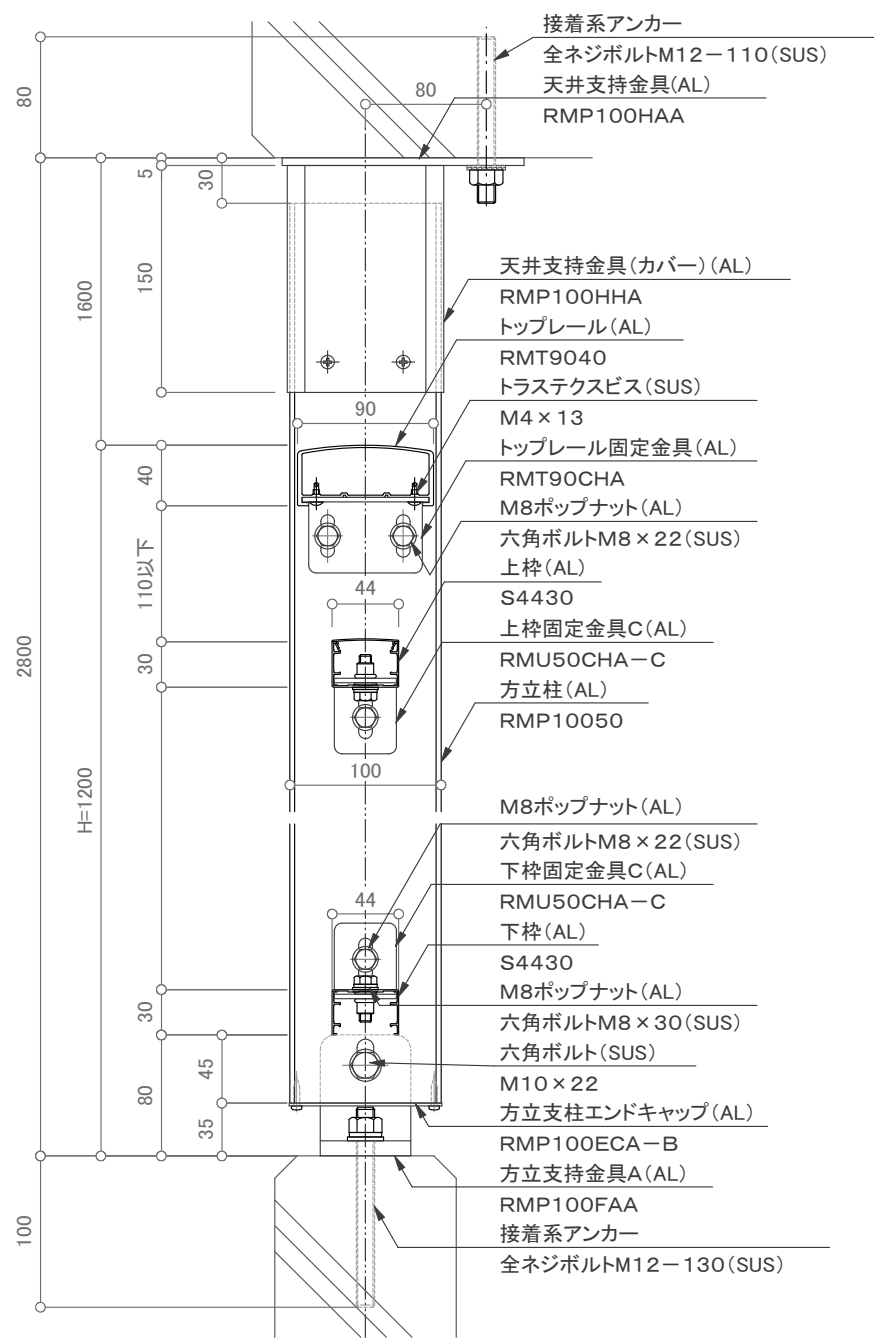 接着系アンカー
全ネジボルトM12－110(SUS)
天井支持金具(AL)
RMP100HAA
80
80
5
30
150
1600
天井支持金具(カバー)(AL)
RMP100HHA
トップレール(AL)
RMT9040
トラステクスビス(SUS)
M4×13
トップレール固定金具(AL)
RMT90CHA
M8ポップナット(AL)
六角ボルトM8×22(SUS)
上枠(AL)
S4430
上枠固定金具C(AL)
RMU50CHA－C
方立柱(AL)
RMP10050
90
40
110以下
44
30
2800
100
H=1200
M8ポップナット(AL)
六角ボルトM8×22(SUS)
下枠固定金具C(AL)
RMU50CHA－C
下枠(AL)
S4430
M8ポップナット(AL)
六角ボルトM8×30(SUS)
六角ボルト(SUS)
M10×22
方立支柱エンドキャップ(AL)
RMP100ECA－B
方立支持金具A(AL)
RMP100FAA
接着系アンカー
全ネジボルトM12－130(SUS)
44
30
45
80
35
100